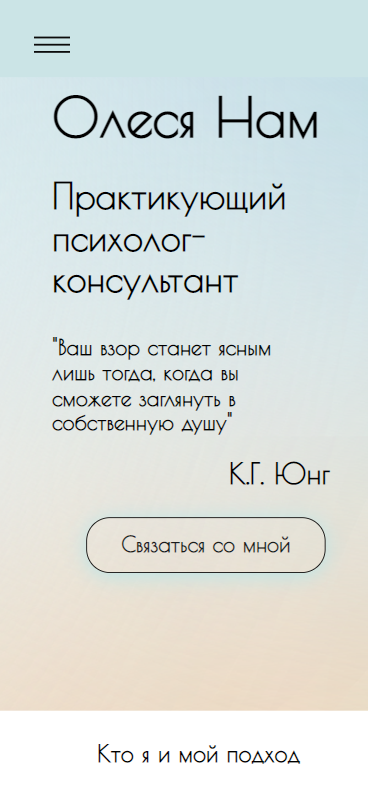 Олеся Нам
Практикующий
психолог-
консультант
"Ваш взор станет ясным
лишь тогда, когда вы
сможете заглянуть в
собственную душу"
К.Г. Юнг
Связаться со мной
Кто я и мой подход